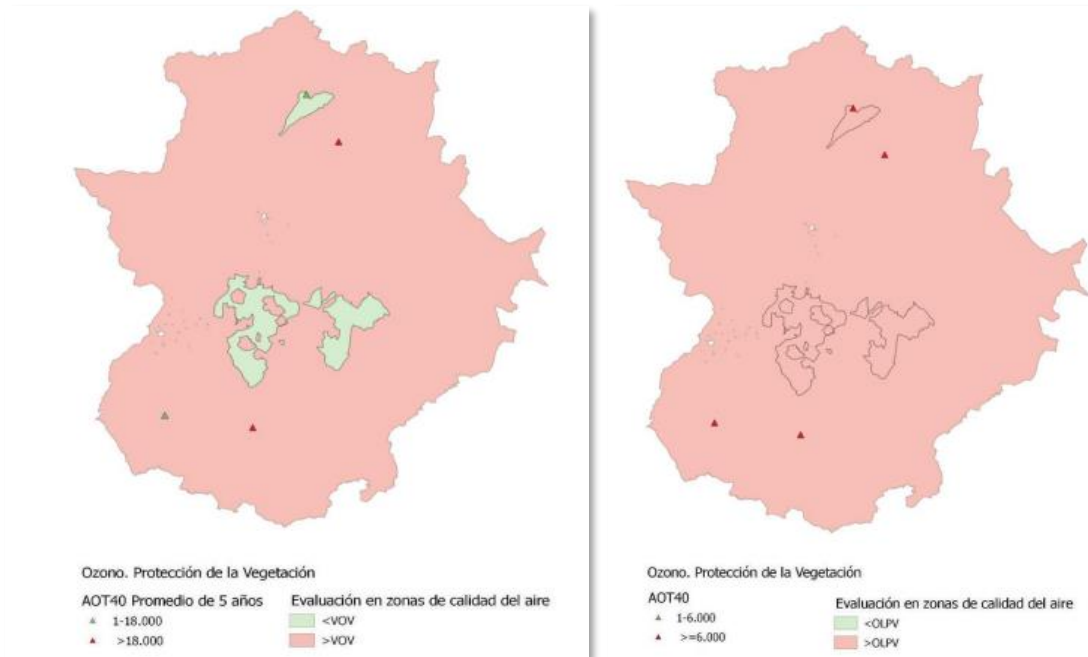 Ozono. Protección de la Vegetación
AOT40 Promedio de 5 años
1-18.000
>18.000
Evaluación en zonas de calidad del aire
<VOV
>VOV
Ozono. Protección de la Vegetación
AOT40
1-6.000
>=6.000
Evaluación en zonas de calidad del aire
<OLPV
>OLPV